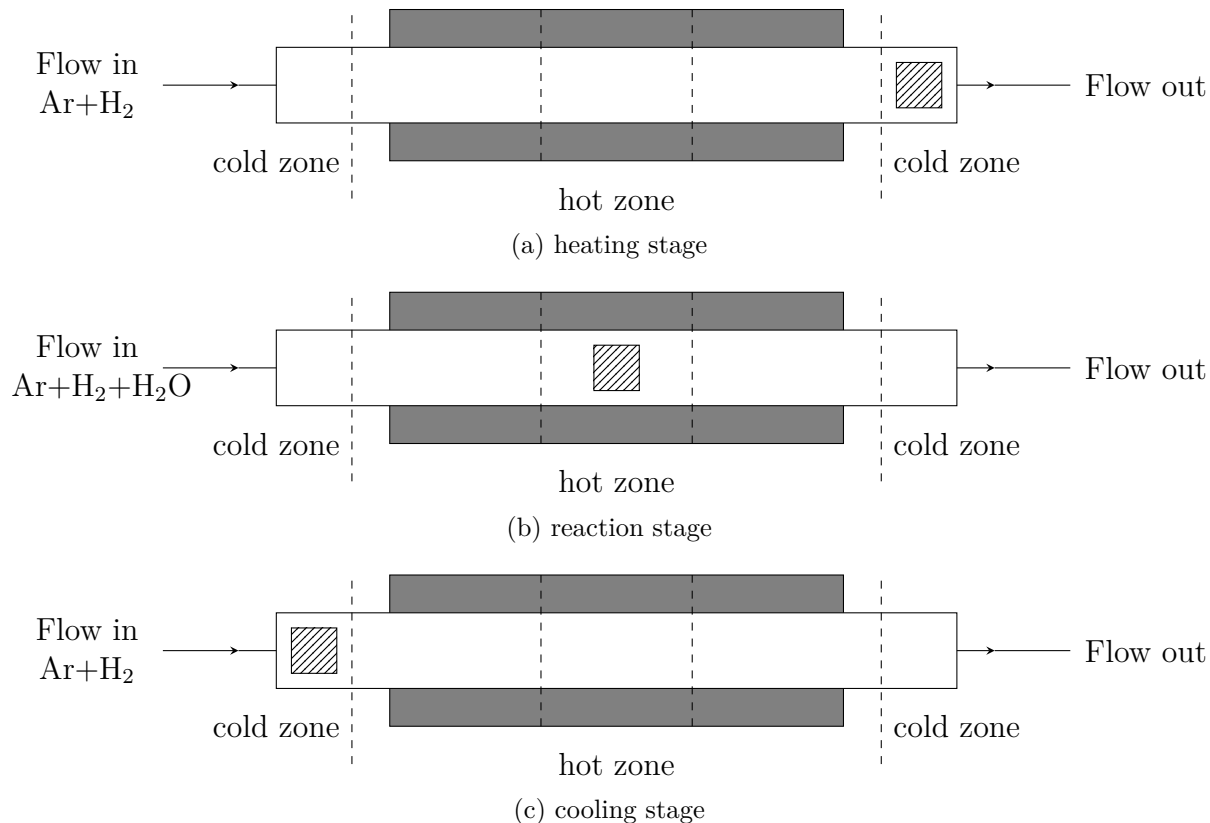 Flow in
Ar+H₂
Flow out
cold zone
cold zone
hot zone
(a) heating stage
Flow in
Ar+H₂+H₂O
Flow out
cold zone
cold zone
hot zone
(b) reaction stage
Flow in
Ar+H₂
Flow out
cold zone
cold zone
hot zone
(c) cooling stage